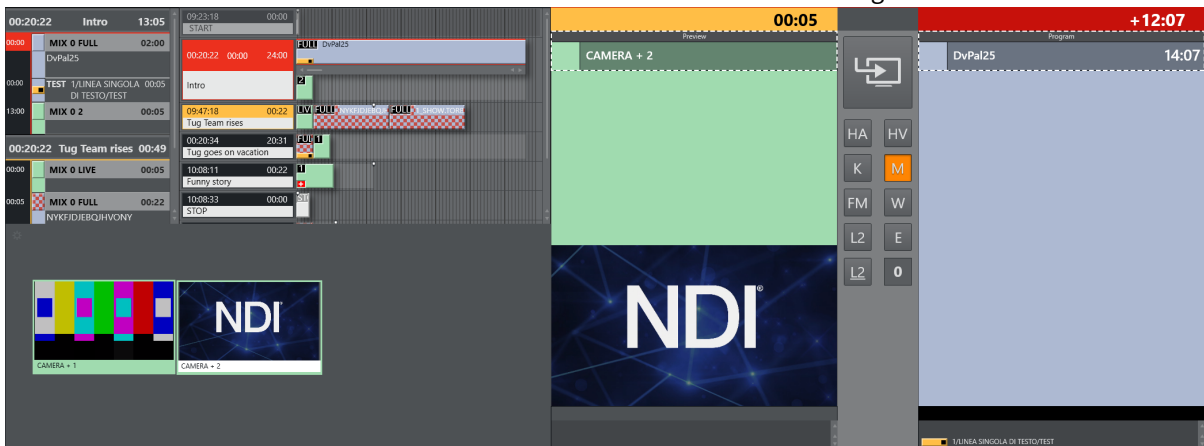 00:20:22 Intro 13:05
00:00 MIX 0 FULL 02:00
DvPal25
00:00 TEST 1/LINEA SINGOLA 00:05
DI TESTO/TEST
13:00 MIX 0 2 00:05
00:20:22 Tug Team rises 00:49
00:00 MIX 0 LIVE 00:05
00:05 MIX 0 FULL 00:22
NYKFJDJEBQJHVONY
09:23:18 00:00
START
00:20:22 00:00 24:00
Intro
FULL DvPal25
2
09:47:18 00:22
Tug Team rises
LIV FULL NYKFJDJEBQJH FULL 1_SHOW.TORE
00:20:34 20:31
Tug goes on vacation
FUL 1
10:08:11 00:22
Funny story
1
10:08:33 00:00
STOP
CAMERA + 1
NDI
CAMERA + 2
00:05
Preview
CAMERA + 2
NDI
HA HV
K M
FM W
L2 E
L2 0
+12:07
Program
DvPal25 14:07
1/LINEA SINGOLA DI TESTO/TEST